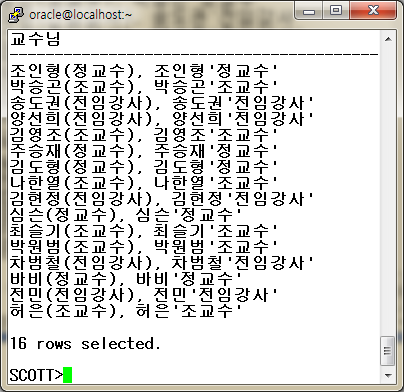 oracle@localhost:~
교수님
--------------------------------------------------
조인형(정교수), 조인형'정교수'
박승곤(조교수), 박승곤'조교수'
송도권(전임강사), 송도권'전임강사'
양선희(전임강사), 양선희'전임강사'
김영조(조교수), 김영조'조교수'
주승재(정교수), 주승재'정교수'
김도형(정교수), 김도형'정교수'
나한열(조교수), 나한열'조교수'
김현정(전임강사), 김현정'전임강사'
심슨(정교수), 심슨'정교수'
최슬기(조교수), 최슬기'조교수'
박원범(조교수), 박원범'조교수'
차범철(전임강사), 차범철'전임강사'
바비(정교수), 바비'정교수'
전민(전임강사), 전민'전임강사'
허은(조교수), 허은'조교수'
16 rows selected.
SCOTT>